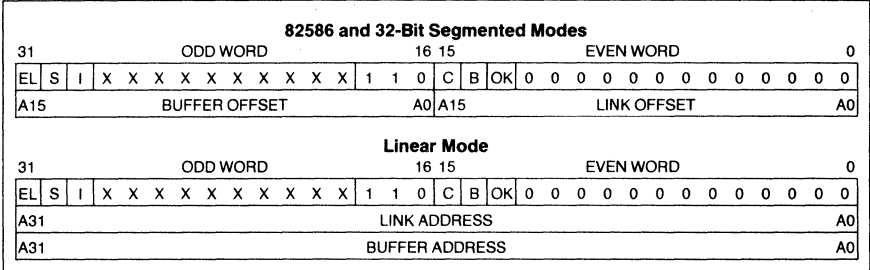 82586 and 32-Bit Segmented Modes
31 ODD WORD 16 15 EVEN WORD 0
EL S I X X X X X X X X X X 1 1 0 C B OK 0 0 0 0 0 0 0 0 0 0 0 0 0
A15 BUFFER OFFSET A0 A15 LINK OFFSET A0
Linear Mode
31 ODD WORD 16 15 EVEN WORD 0
EL S I X X X X X X X X X X 1 1 0 C B OK 0 0 0 0 0 0 0 0 0 0 0 0 0
A31 LINK ADDRESS A0
A31 BUFFER ADDRESS A0